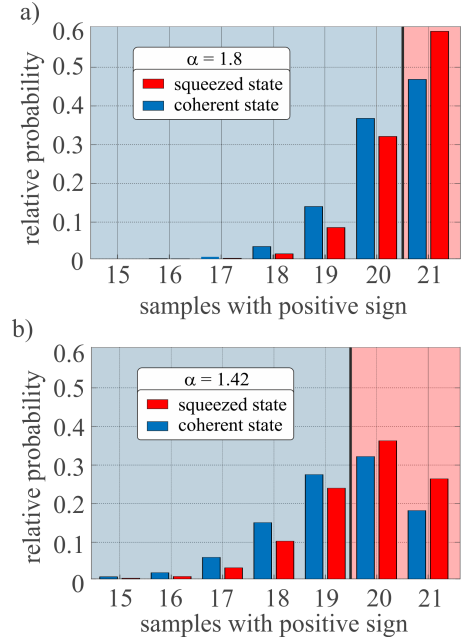 a)
relative probability
0.6
0.5
0.4
0.3
0.2
0.1
0
α = 1.8
squeezed state
coherent state
15 16 17 18 19 20 21
samples with positive sign
b)
relative probability
0.6
0.5
0.4
0.3
0.2
0.1
0
α = 1.42
squeezed state
coherent state
15 16 17 18 19 20 21
samples with positive sign